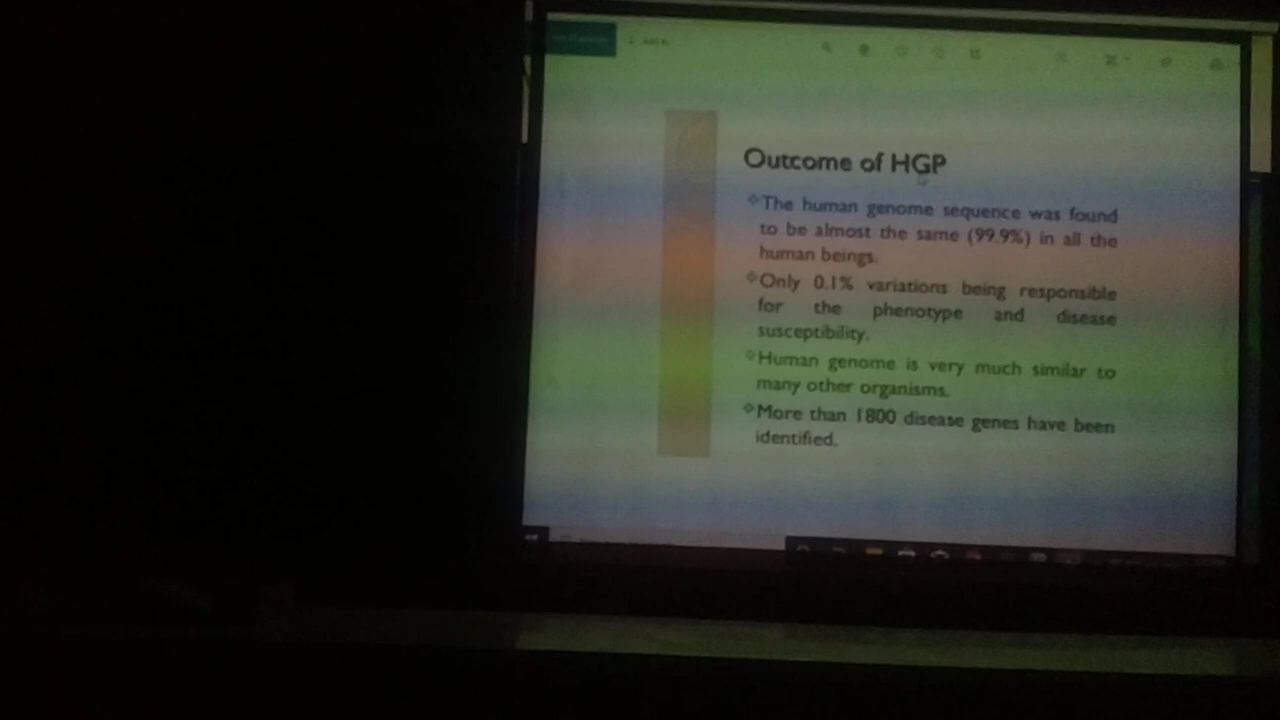 Outcome of HGP
❖The human genome sequence was found
to be almost the same (99.9%) in all the
human beings.
❖Only 0.1% variations being responsible
for the phenotype and disease
susceptibility.
❖Human genome is very much similar to
many other organisms.
❖More than 1800 disease genes have been
identified.